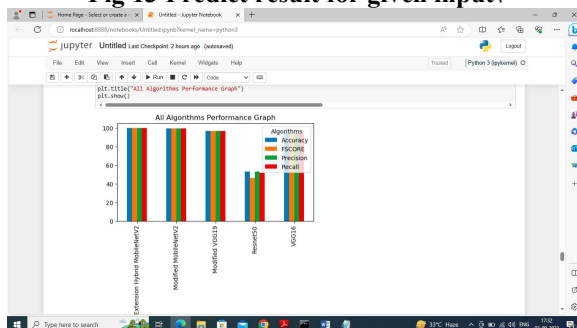 Fig 13 Predict result for given input\
Home Page - Select or create a n
Untitled - Jupyter Notebook
localhost:8888/notebooks/Untitled.ipynb?kernel_name=python3
jupyter Untitled Last Checkpoint: 2 hours ago (autosaved)
Logout
File Edit View Insert Cell Kernel Widgets Help
Trusted
Python 3 (ipykernel)
Run
Code
plt.title("All Algorithms Performance Graph")
plt.show()
All Algorithms Performance Graph
Algorithms
Accuracy
FSCORE
Precision
Recall
100
80
60
40
20
0
Extension Hybrid MobileNetV2
Modified MobileNetV2
Modified VGG19
Resnet50
VGG16
Type here to search
33°C Haze
ENG
17:32